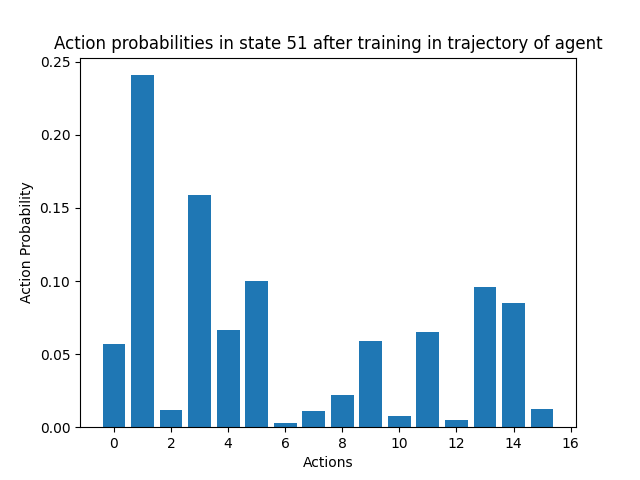 Action probabilities in state 51 after training in trajectory of agent
0.25
0.20
0.15
0.10
0.05
0.00
Action Probability
0 2 4 6 8 10 12 14 16
Actions